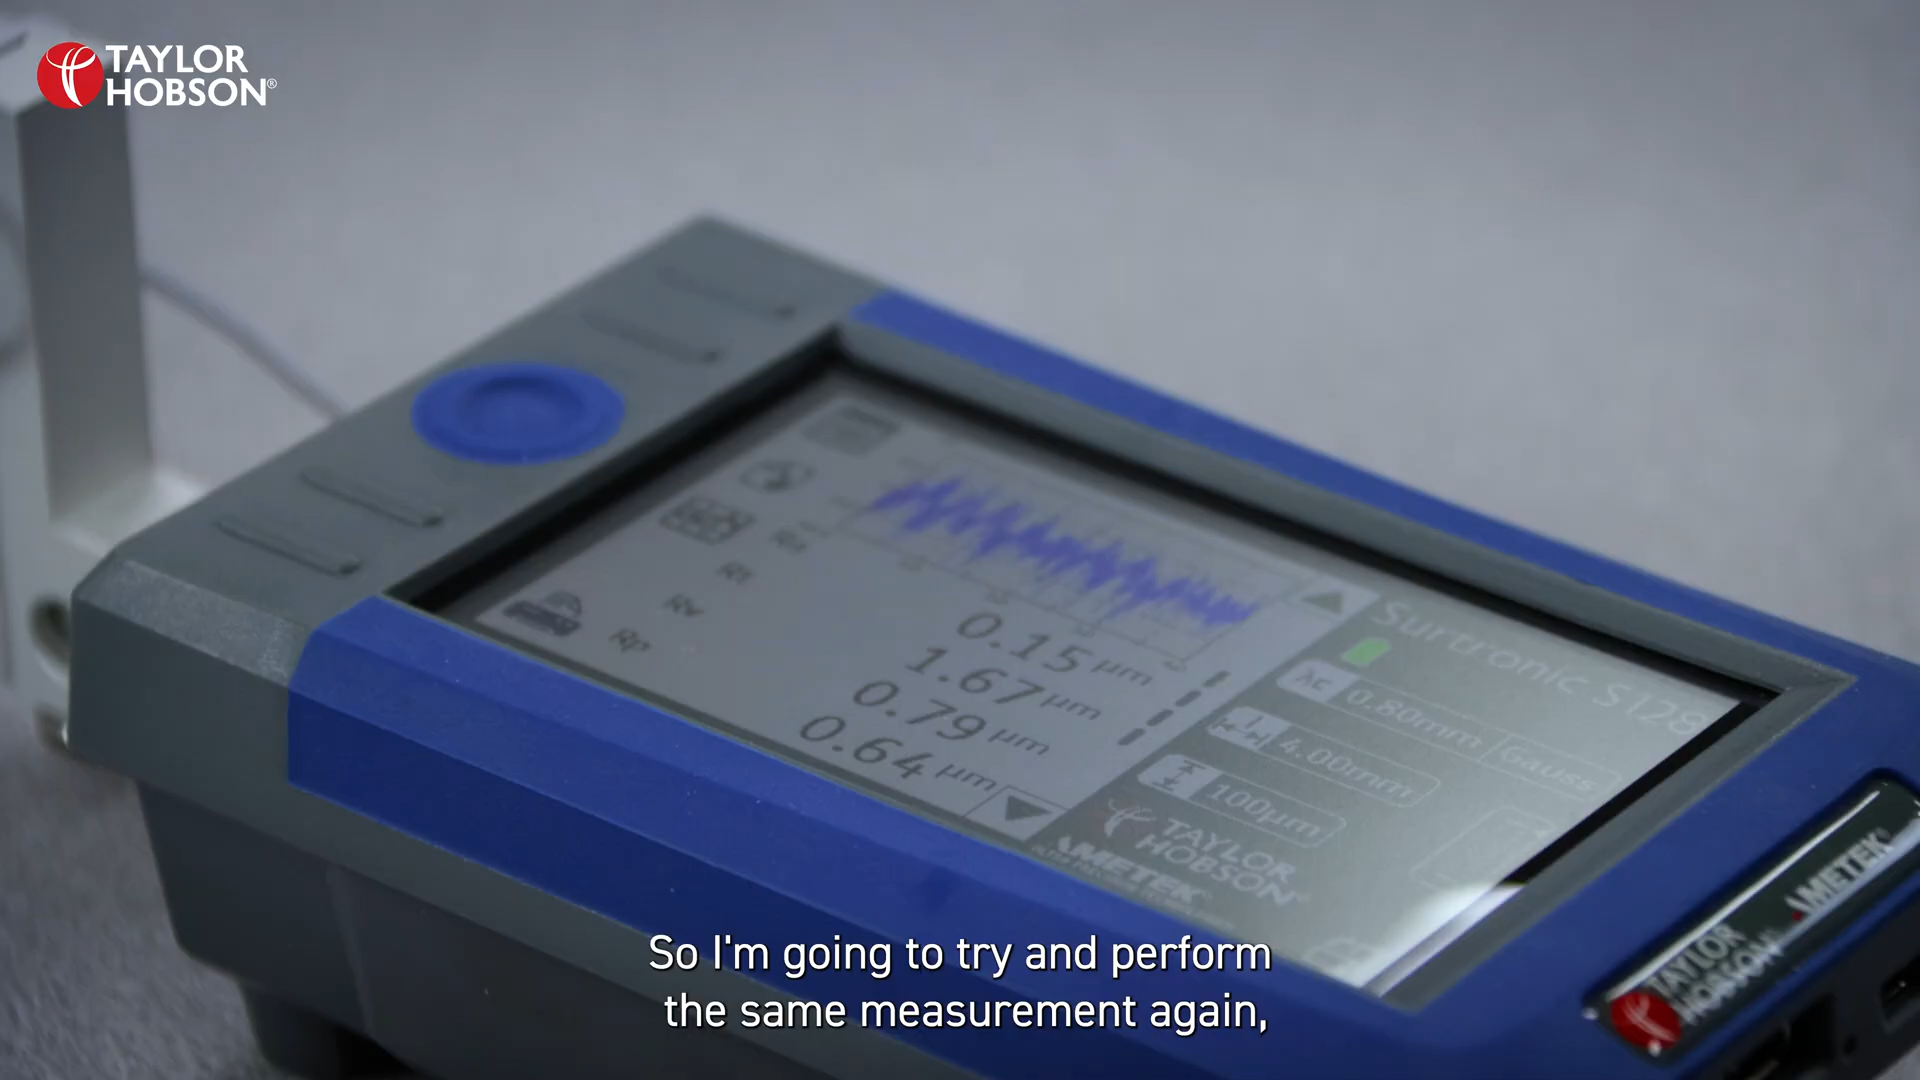 TAYLOR
HOBSON®
Ra
0.15 µm
Rt
1.67 µm
Rv
0.79 µm
Rp
0.64 µm
Surtronic S128
0.80mm Gauss
4.00mm
100µm
TAYLOR
HOBSON
AMETEK
AMETEK®
TAYLOR
HOBSON
So I'm going to try and perform
the same measurement again,